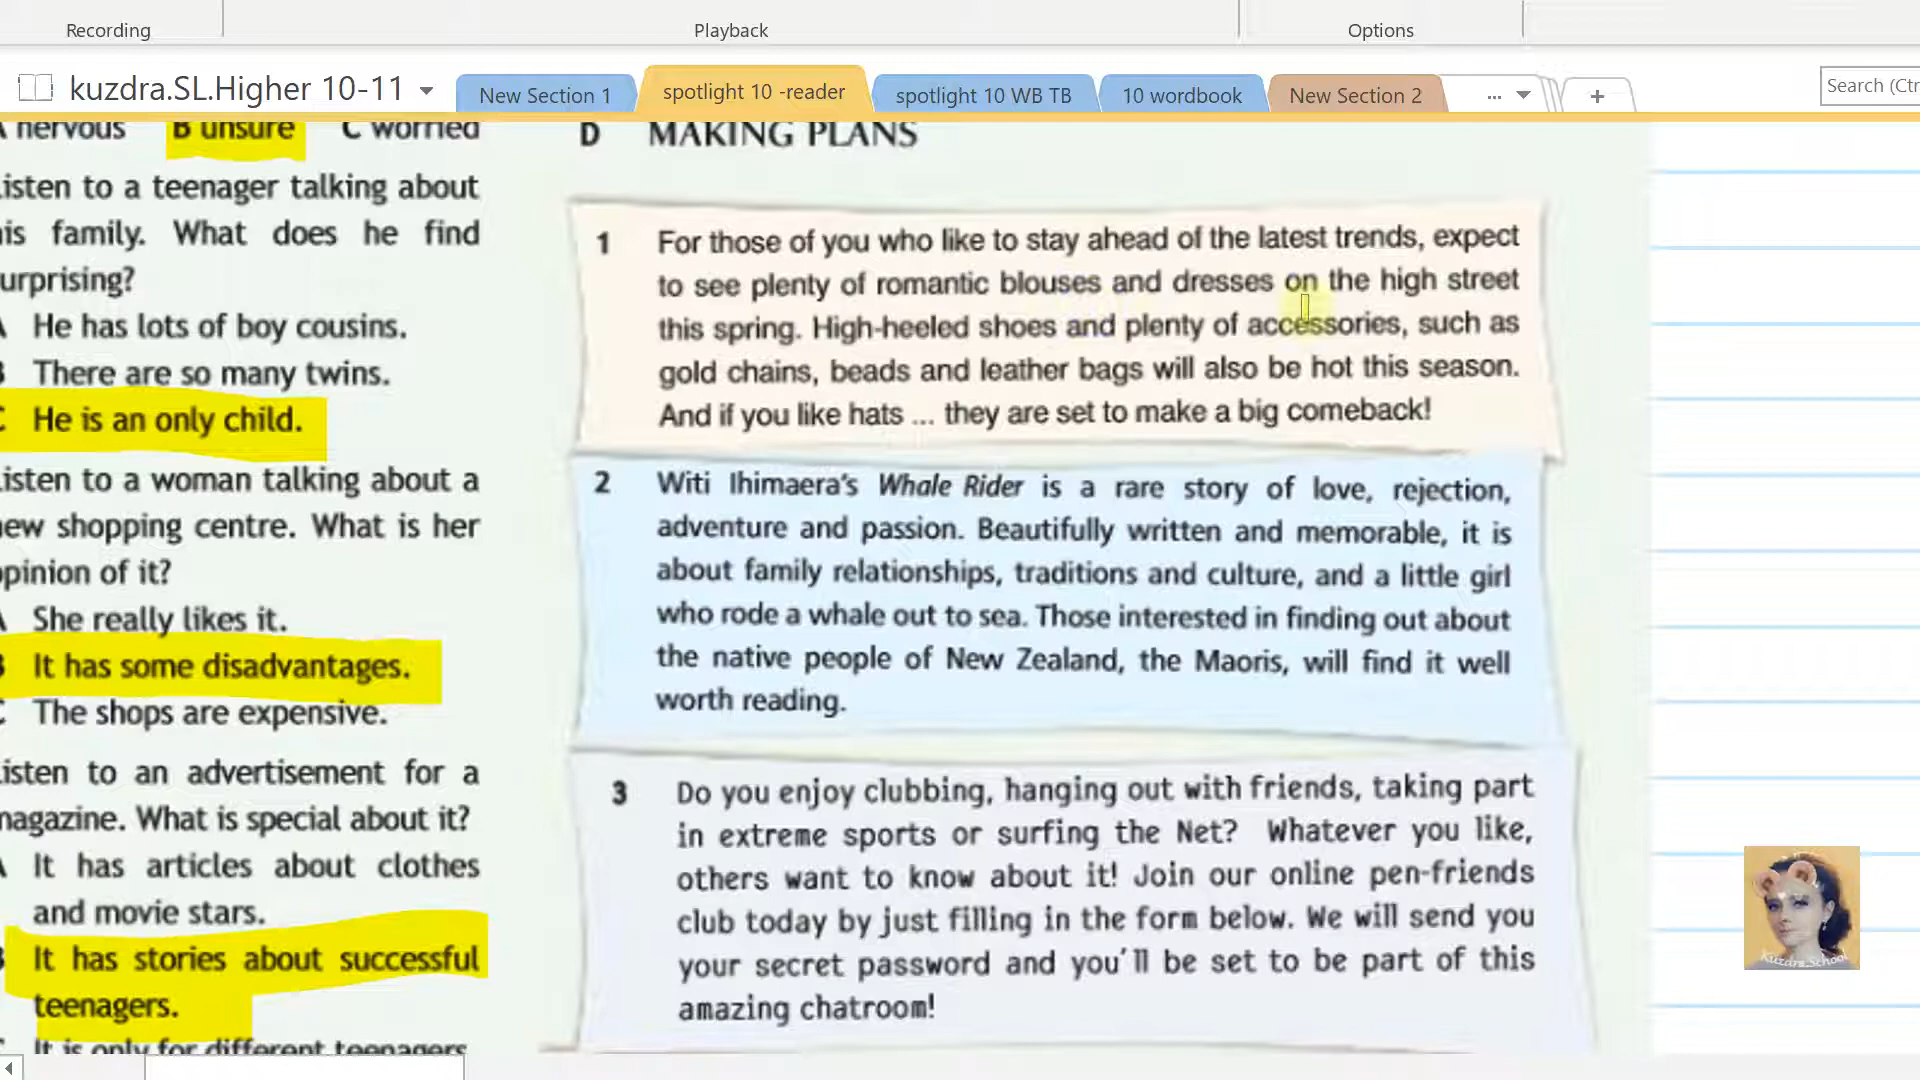 Recording
Playback
Options
kuzdra.SL.Higher 10-11
New Section 1
spotlight 10 -reader
spotlight 10 WB TB
10 wordbook
New Section 2
...
+
Search (Ctr
nervous B unsure C worried
isten to a teenager talking about
is family. What does he find
urprising?
He has lots of boy cousins.
There are so many twins.
He is an only child.
isten to a woman talking about a
ew shopping centre. What is her
pinion of it?
She really likes it.
It has some disadvantages.
The shops are expensive.
isten to an advertisement for a
agazine. What is special about it?
It has articles about clothes
and movie stars.
It has stories about successful
teenagers.
It is only for different teenagers
D MAKING PLANS
1 For those of you who like to stay ahead of the latest trends, expect
to see plenty of romantic blouses and dresses on the high street
this spring. High-heeled shoes and plenty of accessories, such as
gold chains, beads and leather bags will also be hot this season.
And if you like hats ... they are set to make a big comeback!
2 Witi Ihimaera's Whale Rider is a rare story of love, rejection,
adventure and passion. Beautifully written and memorable, it is
about family relationships, traditions and culture, and a little girl
who rode a whale out to sea. Those interested in finding out about
the native people of New Zealand, the Maoris, will find it well
worth reading.
3 Do you enjoy clubbing, hanging out with friends, taking part
in extreme sports or surfing the Net? Whatever you like,
others want to know about it! Join our online pen-friends
club today by just filling in the form below. We will send you
your secret password and you'll be set to be part of this
amazing chatroom!
Kuzdra.School